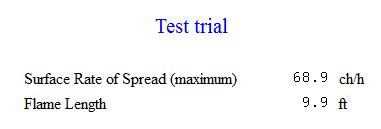 Test trial
Surface Rate of Spread (maximum) 68.9 ch/h
Flame Length 9.9 ft